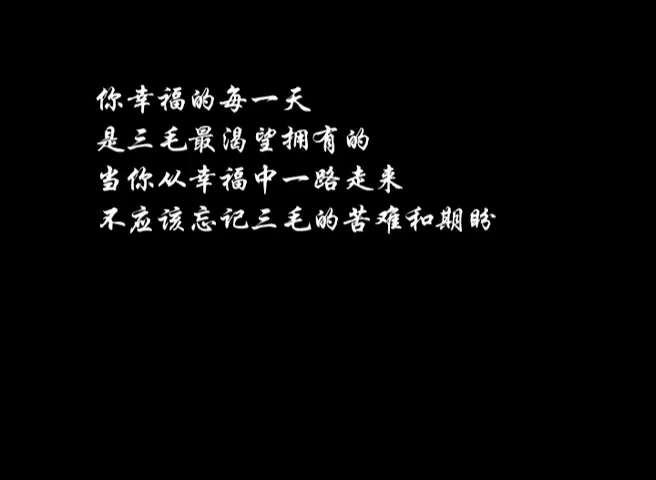 你幸福的每一天
是三毛最渴望拥有的
当你从幸福中一路走来
不应该忘记三毛的苦难和期盼